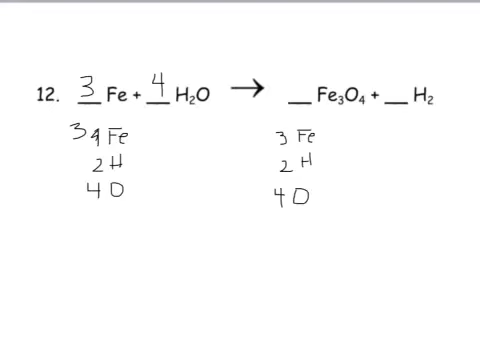 12. 3 Fe + 4 H₂O → __ Fe₃O₄ + __ H₂
3 Fe 3 Fe
2 H 2 H
4 O 4 O